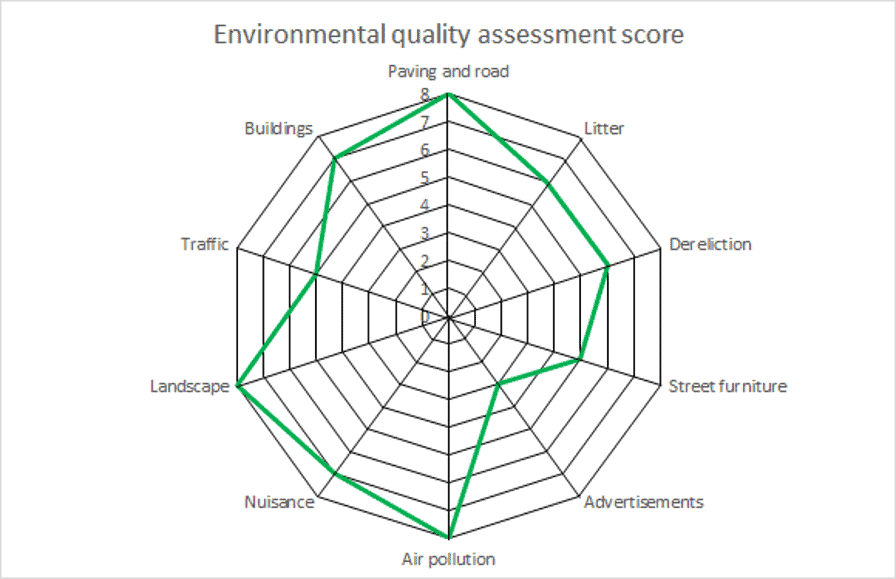 Environmental quality assessment score
Paving and road
8
7
6
5
4
3
2
1
0
Buildings
Litter
Traffic
Dereliction
Landscape
Street furniture
Nuisance
Advertisements
Air pollution